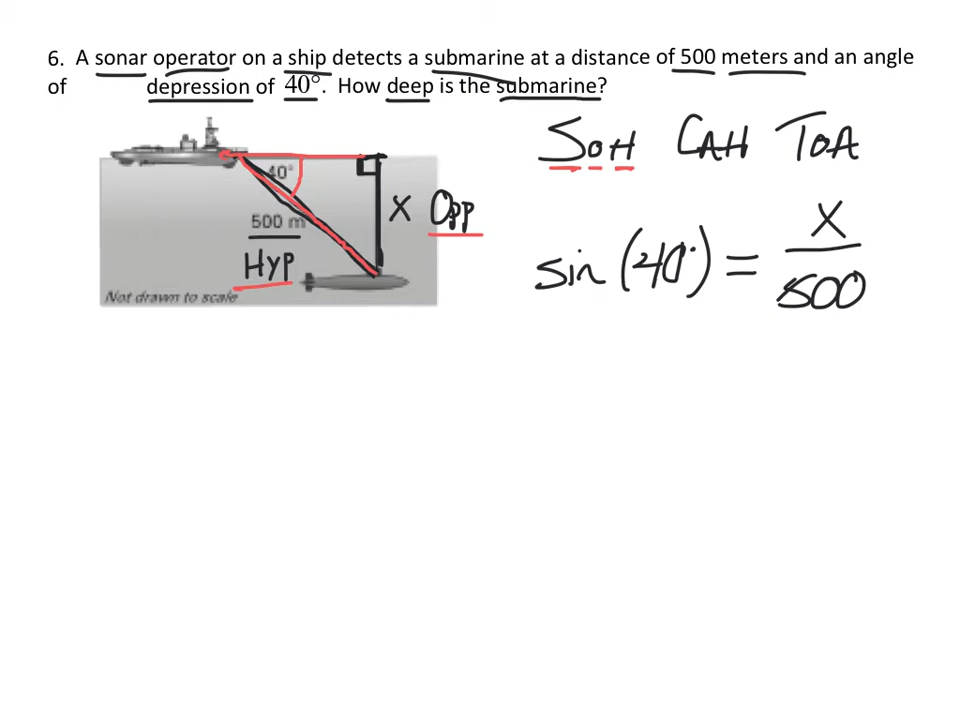 6. A sonar operator on a ship detects a submarine at a distance of 500 meters and an angle
of depression of 40°. How deep is the submarine?
SOH CAH TOA
40°
500 m
X Opp
Hyp
Not drawn to scale
sin (40°) = X / 500